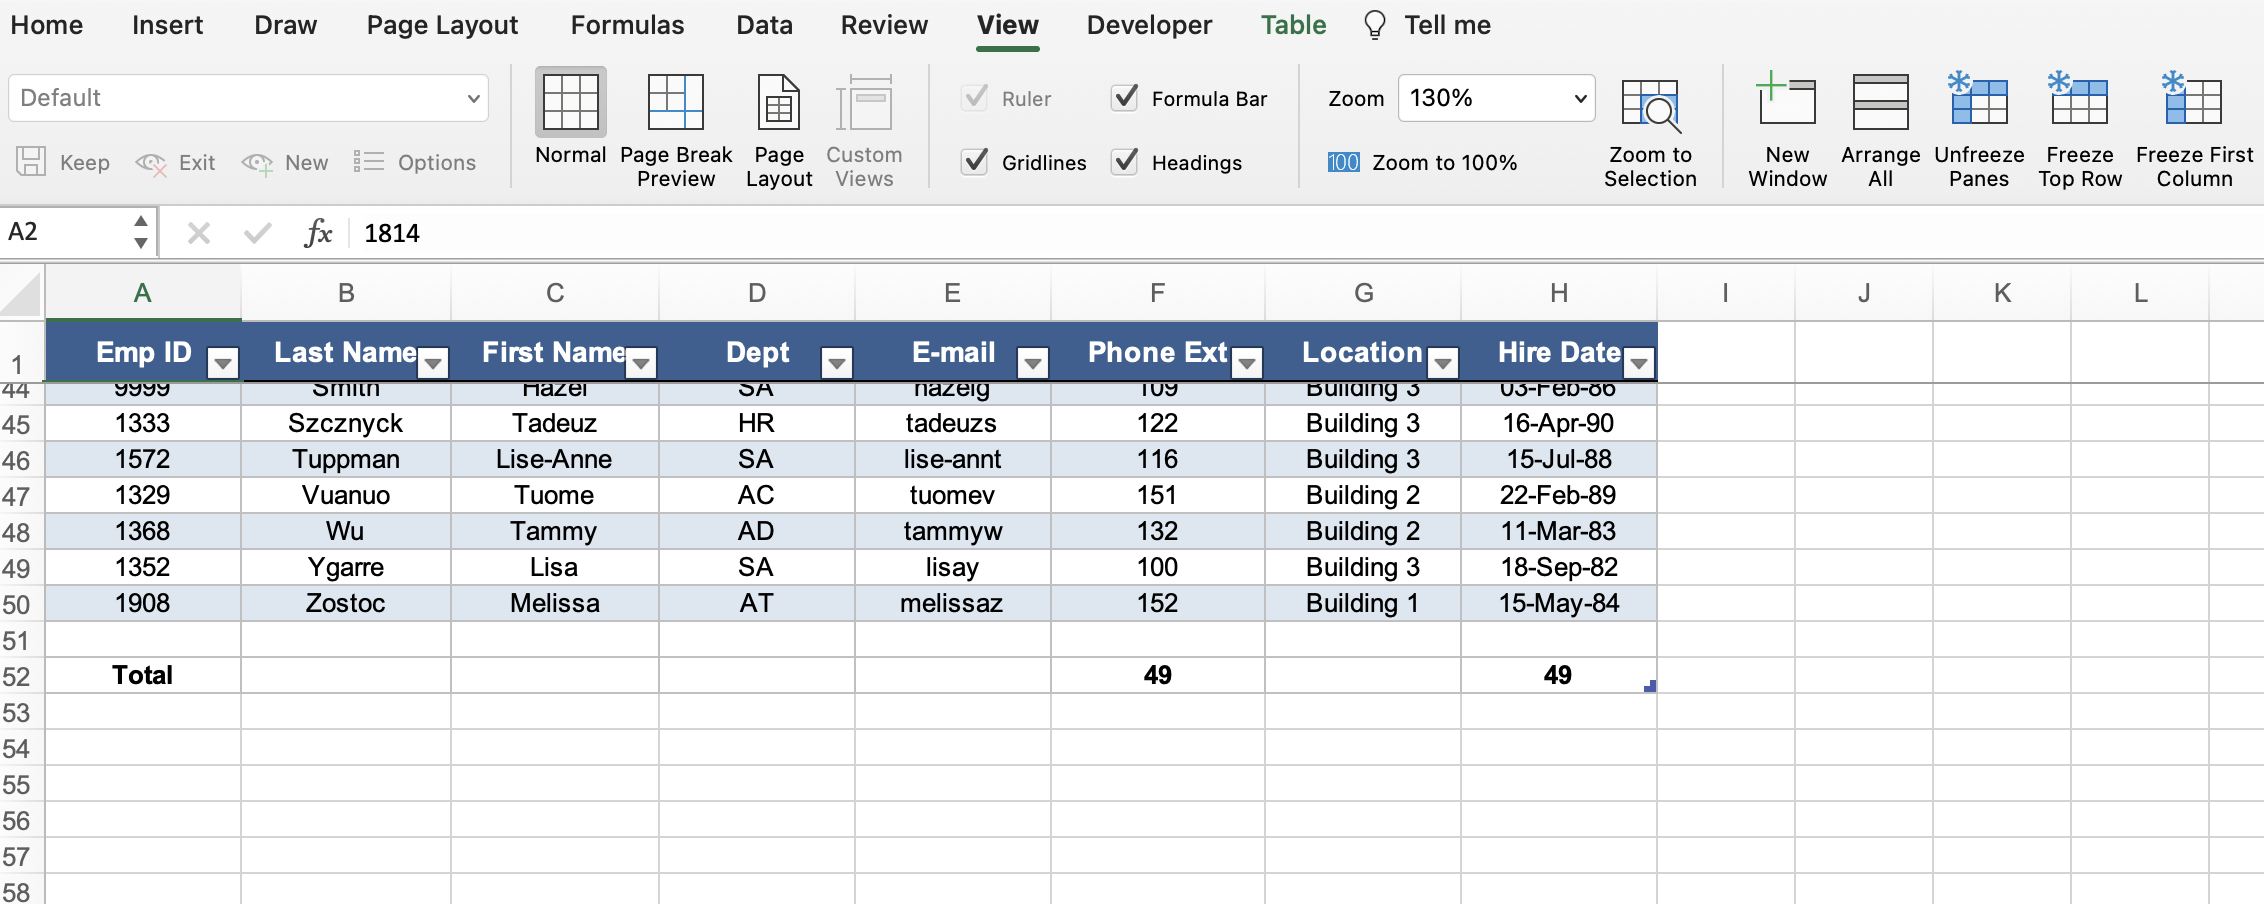 Home Insert Draw Page Layout Formulas Data Review View Developer Table Tell me
Default
Keep Exit New Options
Normal Page Break Preview Page Layout Custom Views
Ruler Formula Bar
Gridlines Headings
Zoom 130%
100 Zoom to 100%
Zoom to Selection
New Window Arrange All Unfreeze Panes Freeze Top Row Freeze First Column
A2 fx 1814
A B C D E F G H I J K L
1 Emp ID Last Name First Name Dept E-mail Phone Ext Location Hire Date
44 9999 Smith Hazel SA hazelg 109 Building 3 03-Feb-86
45 1333 Szcznyck Tadeuz HR tadeuzs 122 Building 3 16-Apr-90
46 1572 Tuppman Lise-Anne SA lise-annt 116 Building 3 15-Jul-88
47 1329 Vuanuo Tuome AC tuomev 151 Building 2 22-Feb-89
48 1368 Wu Tammy AD tammyw 132 Building 2 11-Mar-83
49 1352 Ygarre Lisa SA lisay 100 Building 3 18-Sep-82
50 1908 Zostoc Melissa AT melissaz 152 Building 1 15-May-84
51
52 Total 49 49
53
54
55
56
57
58